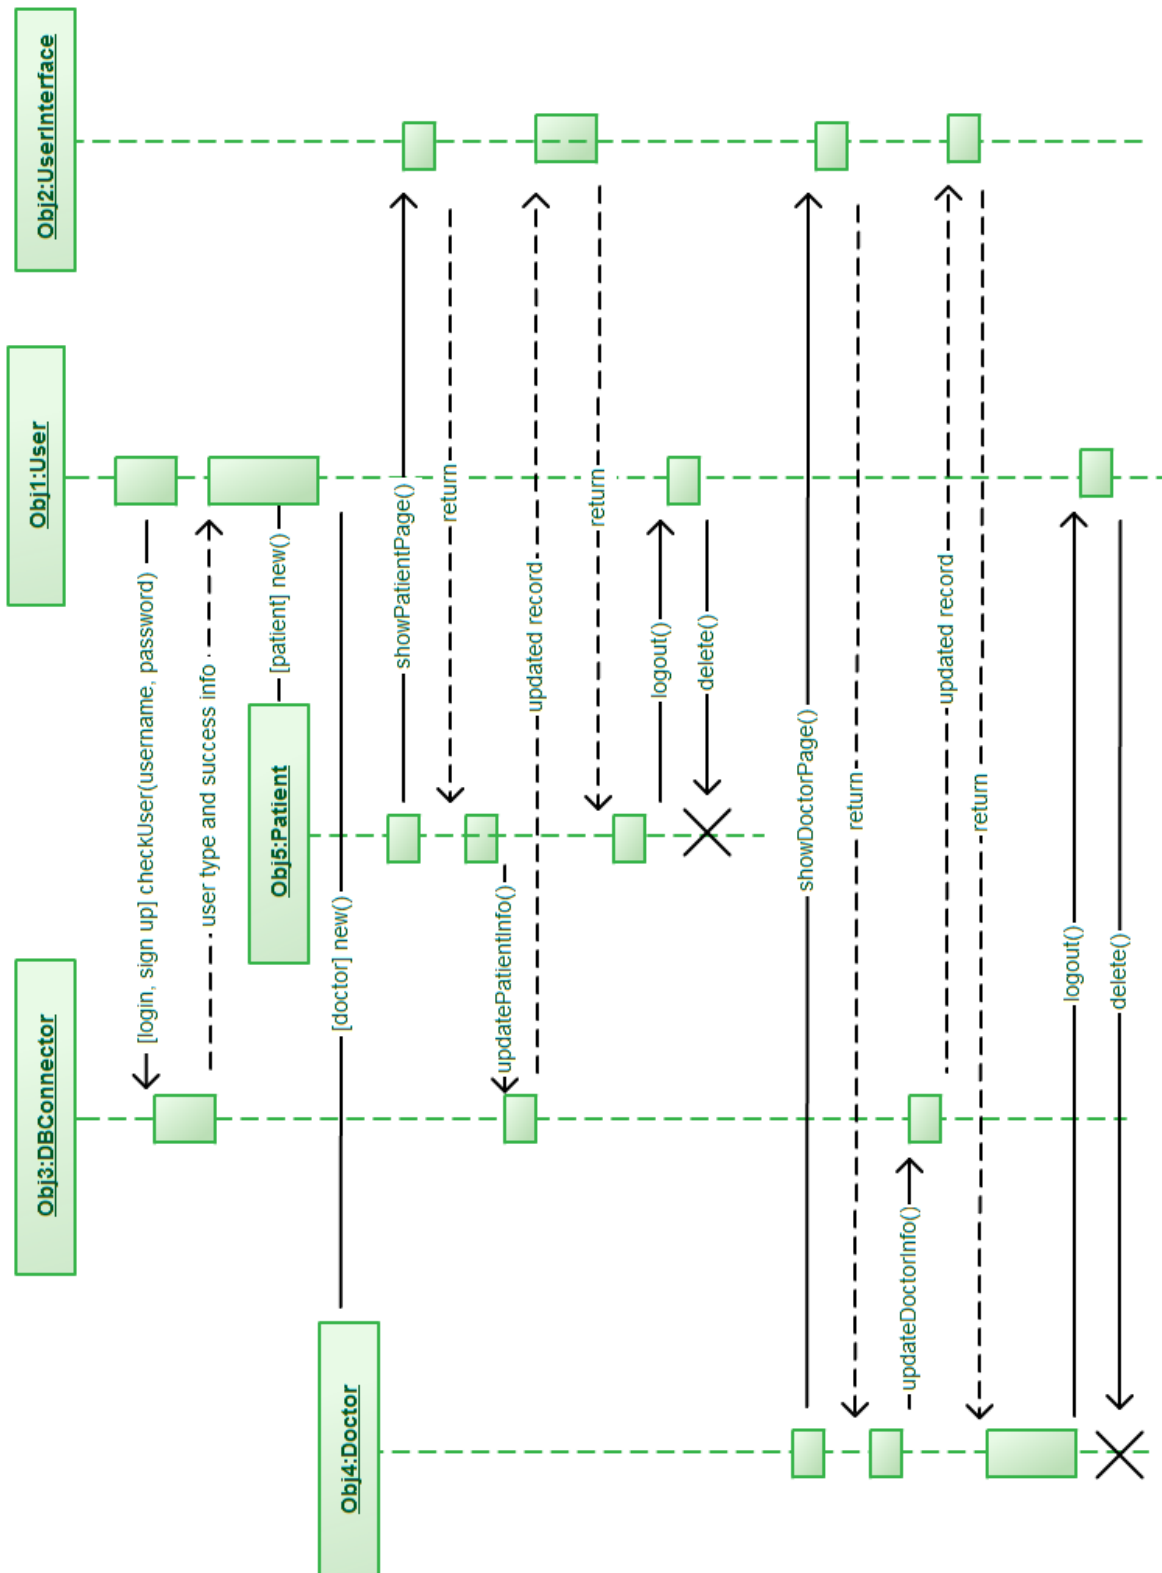 Obj4:Doctor
Obj3:DBConnector
Obj1:User
Obj2:UserInterface
[login, sign up] checkUser(username, password)
user type and success info
Obj5:Patient
[patient] new()
[doctor] new()
showPatientPage()
return
updatePatientInfo()
updated record
return
logout()
delete()
showDoctorPage()
return
updateDoctorInfo()
updated record
return
logout()
delete()